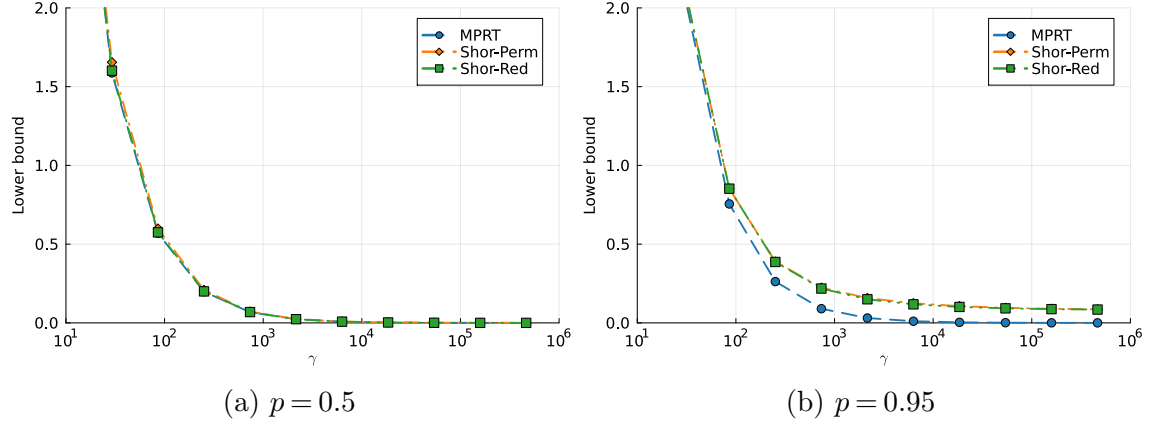 2.0
1.5
1.0
0.5
0.0
Lower bound
10^1 10^2 10^3 10^4 10^5 10^6
γ
MPRT
Shor-Perm
Shor-Red
(a) p = 0.5
2.0
1.5
1.0
0.5
0.0
Lower bound
10^1 10^2 10^3 10^4 10^5 10^6
γ
MPRT
Shor-Perm
Shor-Red
(b) p = 0.95